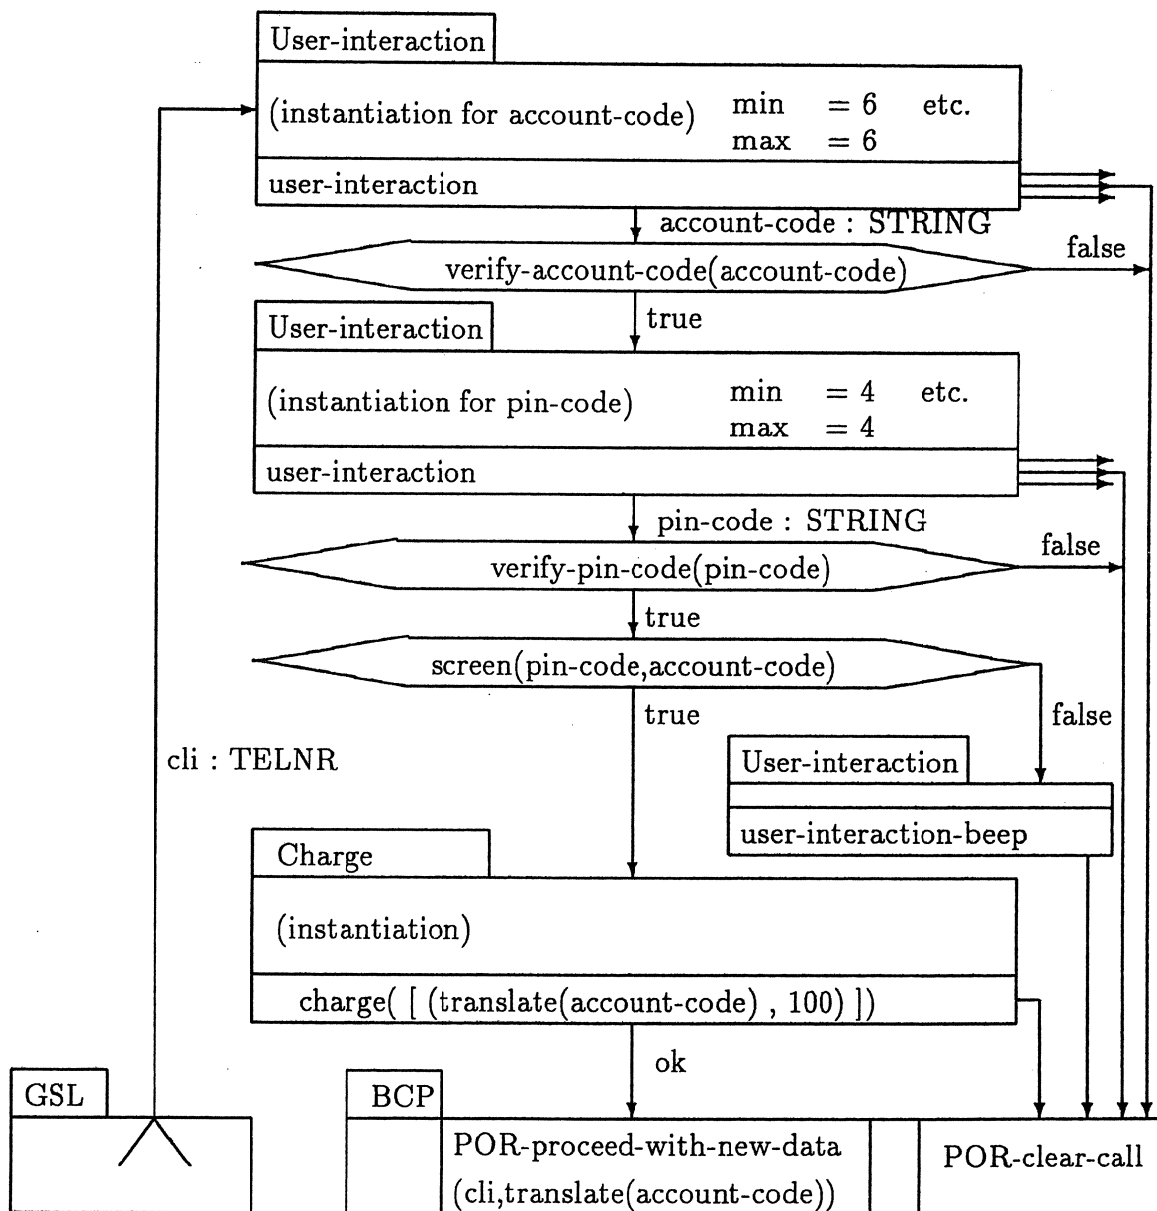 User-interaction
(instantiation for account-code) min = 6 etc.
max = 6
user-interaction
account-code : STRING
false
verify-account-code(account-code)
true
User-interaction
(instantiation for pin-code) min = 4 etc.
max = 4
user-interaction
pin-code : STRING
false
verify-pin-code(pin-code)
true
screen(pin-code,account-code)
true
false
cli : TELNR
User-interaction
user-interaction-beep
Charge
(instantiation)
charge( [ (translate(account-code) , 100) ])
ok
GSL
BCP
POR-proceed-with-new-data
(cli,translate(account-code))
POR-clear-call